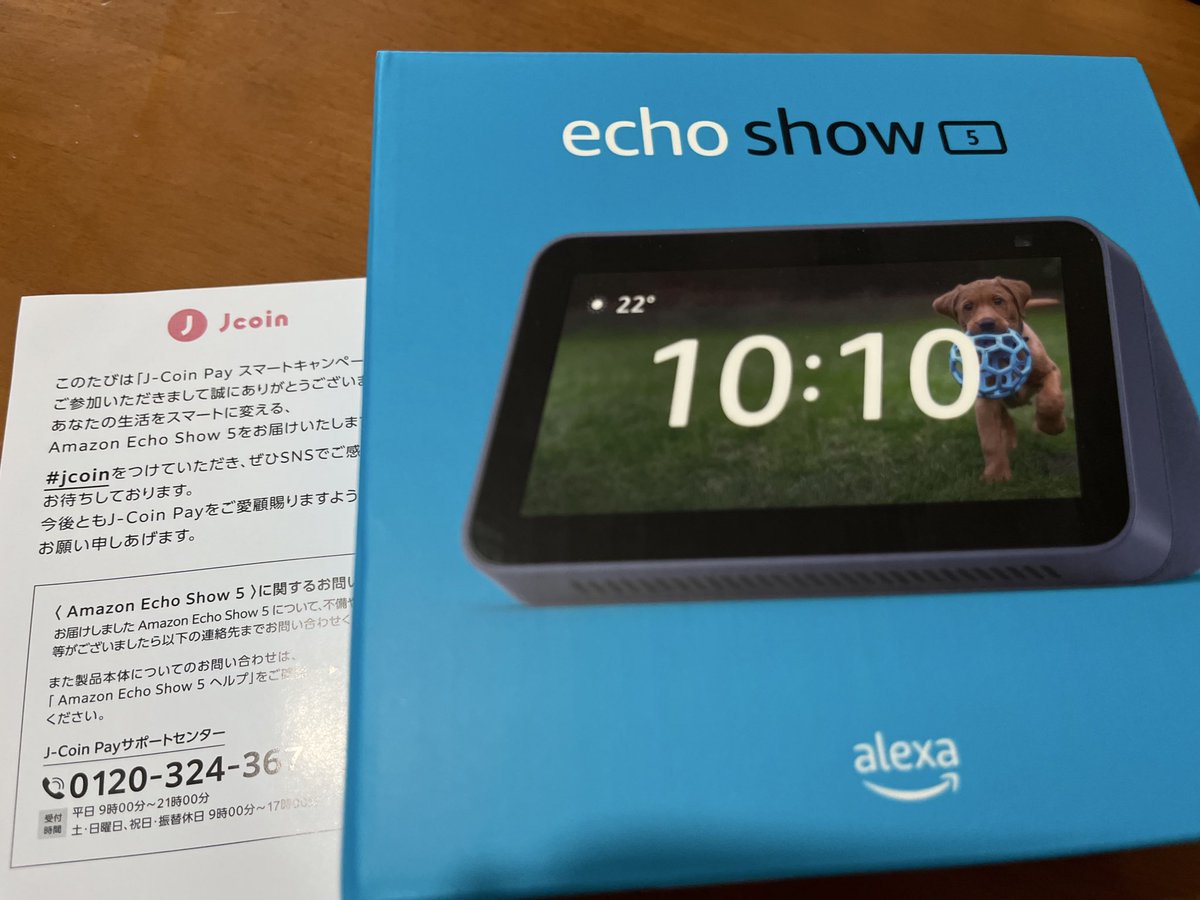 Jcoin
このたびは「J-Coin Pay スマートキャンペー
ご参加いただきまして誠にありがとうござい
あなたの生活をスマートに変える、
Amazon Echo Show 5をお届けいたしま
#jcoinをつけていただき、ぜひSNSでご感
お待ちしております。
今後ともJ-Coin Payをご愛顧賜りますよう
お願い申しあげます。
〈 Amazon Echo Show 5 〉に関するお問い
お届けしました Amazon Echo Show 5 について、不備や
等がございましたら以下の連絡先までお問い合わせく
また製品本体についてのお問い合わせは、
「 Amazon Echo Show 5 ヘルプ」をご
ください。
J-Coin Payサポートセンター
0120-324-367
受付時間
平日 9時00分〜21時00分
土・日曜日、祝日・振替休日 9時00分〜17時00
echo show 5
22°
10:10
alexa